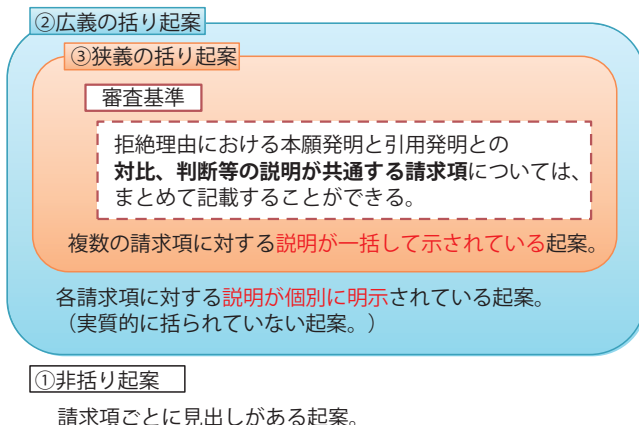 ②広義の括り起案
③狭義の括り起案
審査基準
拒絶理由における本願発明と引用発明との
対比、判断等の説明が共通する請求項については、
まとめて記載することができる。
複数の請求項に対する説明が一括して示されている起案。
各請求項に対する説明が個別に明示されている起案。
（実質的に括られていない起案。）
①非括り起案
請求項ごとに見出しがある起案。